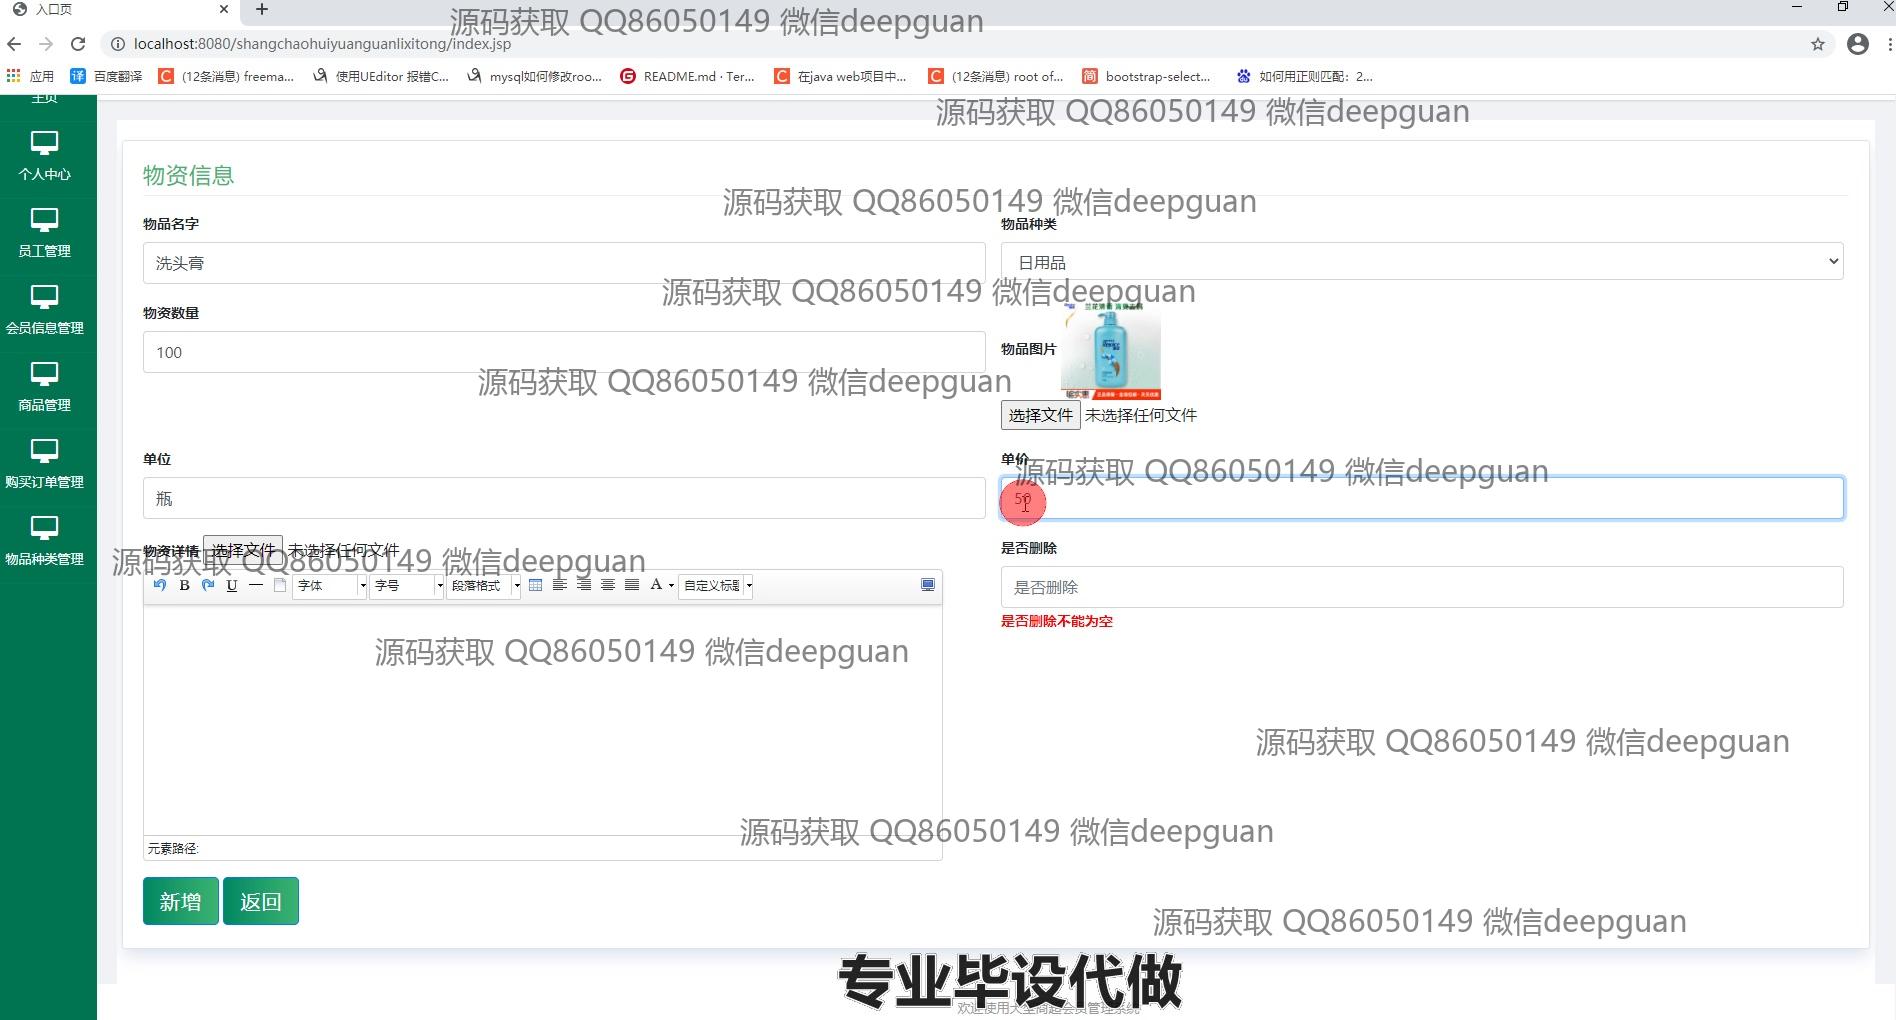 入口页
源码获取 QQ86050149 微信deepguan
localhost:8080/shangchaohuiyuanguanlixitong/index.jsp
应用
百度翻译
(12条消息) freema...
使用UEditor 报错C...
mysql如何修改roo...
README.md · Ter...
在java web项目中...
(12条消息) root of...
bootstrap-select...
如何用正则匹配：2...
主页
源码获取 QQ86050149 微信deepguan
个人中心
物资信息
源码获取 QQ86050149 微信deepguan
物品名字
物品种类
员工管理
洗头膏
日用品
源码获取 QQ86050149 微信deepguan
物资数量
会员信息管理
100
物品图片
源码获取 QQ86050149 微信deepguan
商品管理
选择文件 未选择任何文件
单位
单价
源码获取 QQ86050149 微信deepguan
购买订单管理
瓶
50
物资详情 选择文件 未选择任何文件
是否删除
物品种类管理
源码获取 QQ86050149 微信deepguan
B U 字体 字号 段落格式 A 自定义标题
是否删除
是否删除不能为空
源码获取 QQ86050149 微信deepguan
源码获取 QQ86050149 微信deepguan
源码获取 QQ86050149 微信deepguan
元素路径:
新增
返回
源码获取 QQ86050149 微信deepguan
专业毕设代做
欢迎使用大型商超会员管理系统